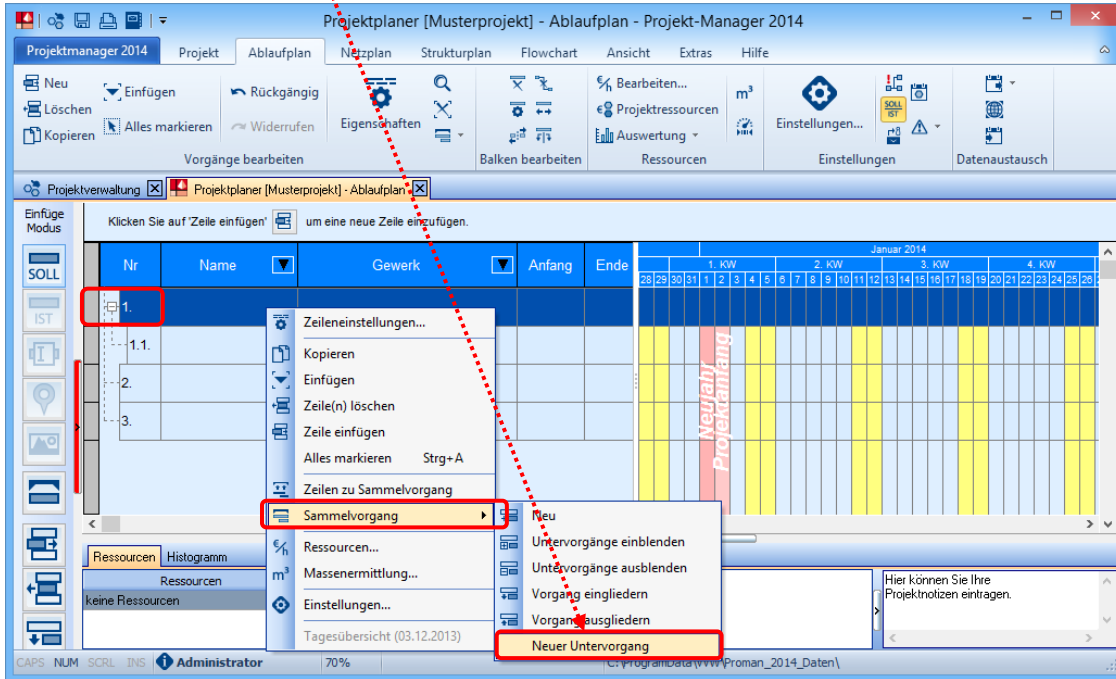 Projektplaner [Musterprojekt] - Ablaufplan - Projekt-Manager 2014
Projektmanager 2014 Projekt Ablaufplan Netzplan Strukturplan Flowchart Ansicht Extras Hilfe
Neu
Löschen
Kopieren
Einfügen
Alles markieren
Rückgängig
Widerrufen
Eigenschaften
Bearbeiten...
Projektressourcen
Auswertung
m³
Einstellungen...
SOLL
IST
Vorgänge bearbeiten Balken bearbeiten Ressourcen Einstellungen Datenaustausch
Projektverwaltung Projektplaner [Musterprojekt] - Ablaufplan
Einfüge
Modus
Klicken Sie auf 'Zeile einfügen' um eine neue Zeile einzufügen.
SOLL
IST
Nr Name Gewerk Anfang Ende
Januar 2014
1. KW 2. KW 3. KW 4. KW
28 29 30 31 1 2 3 4 5 6 7 8 9 10 11 12 13 14 15 16 17 18 19 20 21 22 23 24 25 26
1.
1.1.
2.
3.
Neujahr
Projektanfang
Zeileneinstellungen...
Kopieren
Einfügen
Zeile(n) löschen
Zeile einfügen
Alles markieren Strg+A
Zeilen zu Sammelvorgang
Sammelvorgang
Ressourcen...
m³ Massenermittlung...
Einstellungen...
Tagesübersicht (03.12.2013)
Neu
Untervorgänge einblenden
Untervorgänge ausblenden
Vorgang eingliedern
Vorgang ausgliedern
Neuer Untervorgang
Ressourcen Histogramm
Ressourcen
keine Ressourcen
Hier können Sie Ihre
Projektnotizen eintragen.
CAPS NUM SCRL INS Administrator 70% C:\ProgramData\VVW\Proman_2014_Daten\